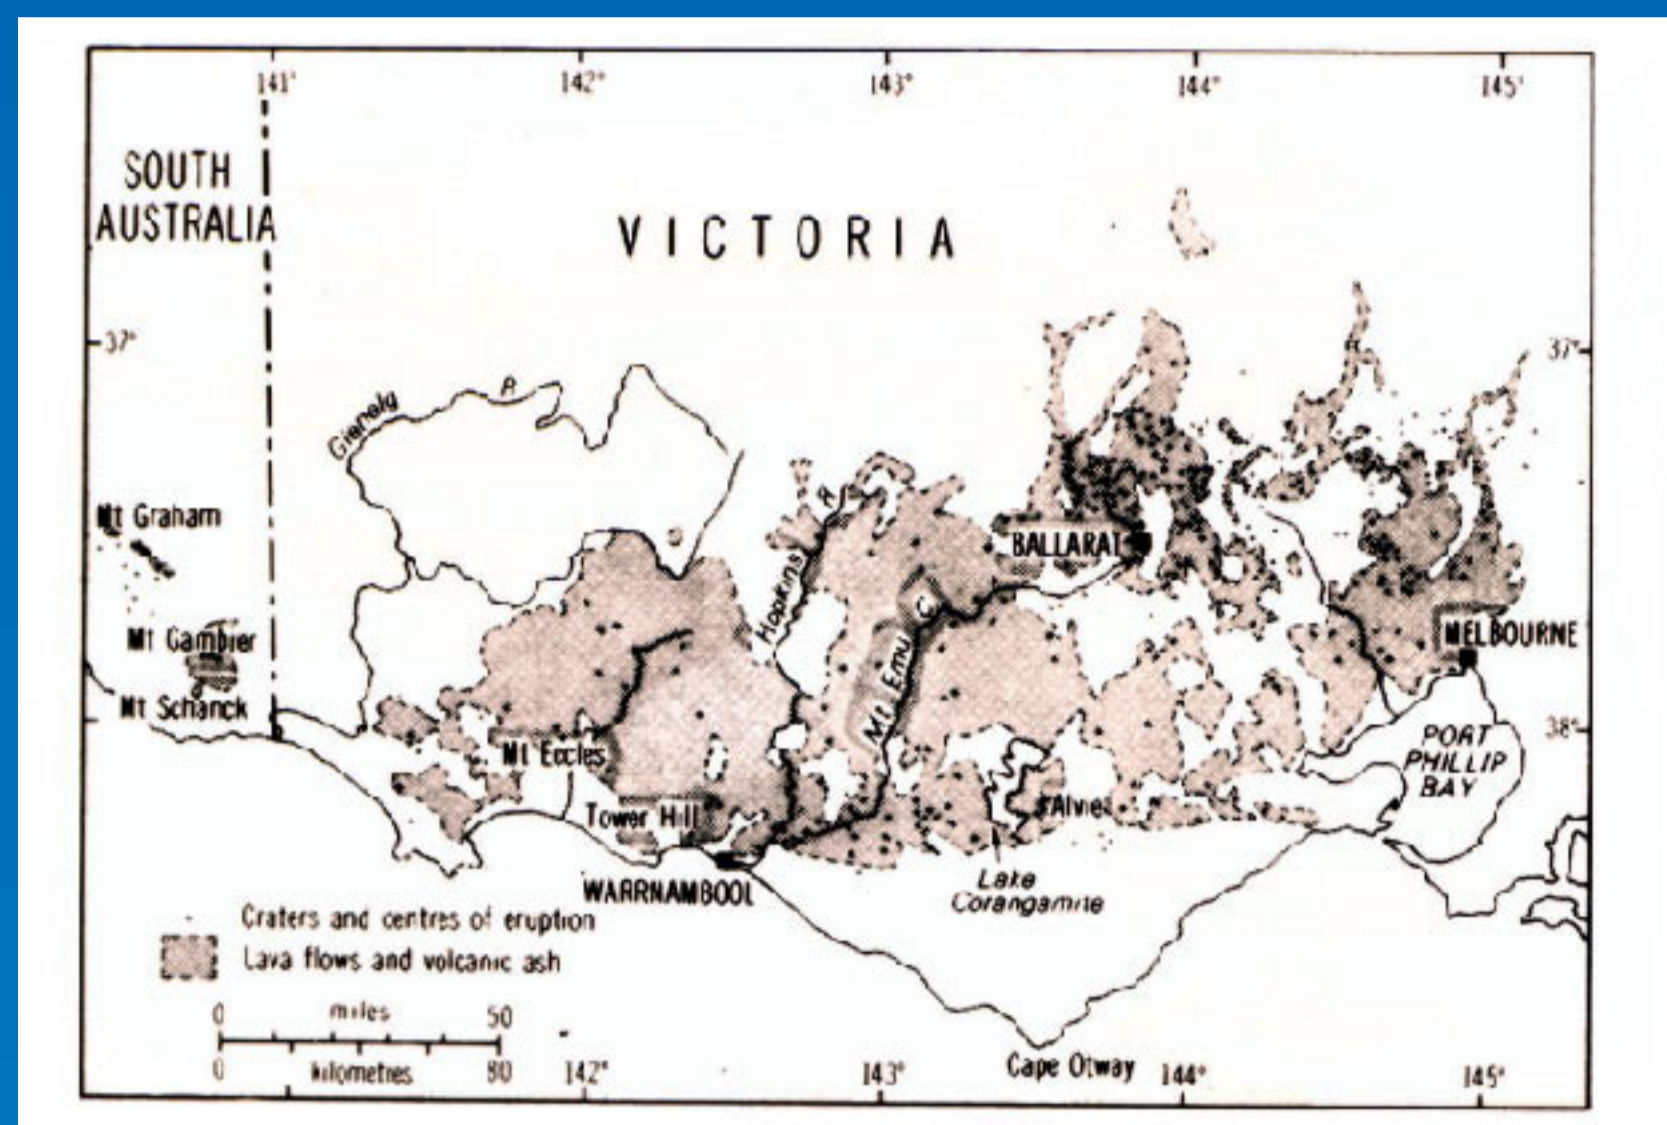 141°
142°
143°
144°
145°
SOUTH
AUSTRALIA
VICTORIA
37°
37°
Glenelg
R
Mt Graham
Hopkins
R
BALLARAT
Mt Gambier
Mt Emu
C
MELBOURNE
Mt Schanck
38°
Mt Eccles
PORT
PHILLIP
BAY
Tower Hill
Alvie
WARRNAMBOOL
Lake
Corangamite
Craters and centres of eruption
Lava flows and volcanic ash
0 miles 50
0 kilometres 80
Cape Otway
142°
143°
144°
145°